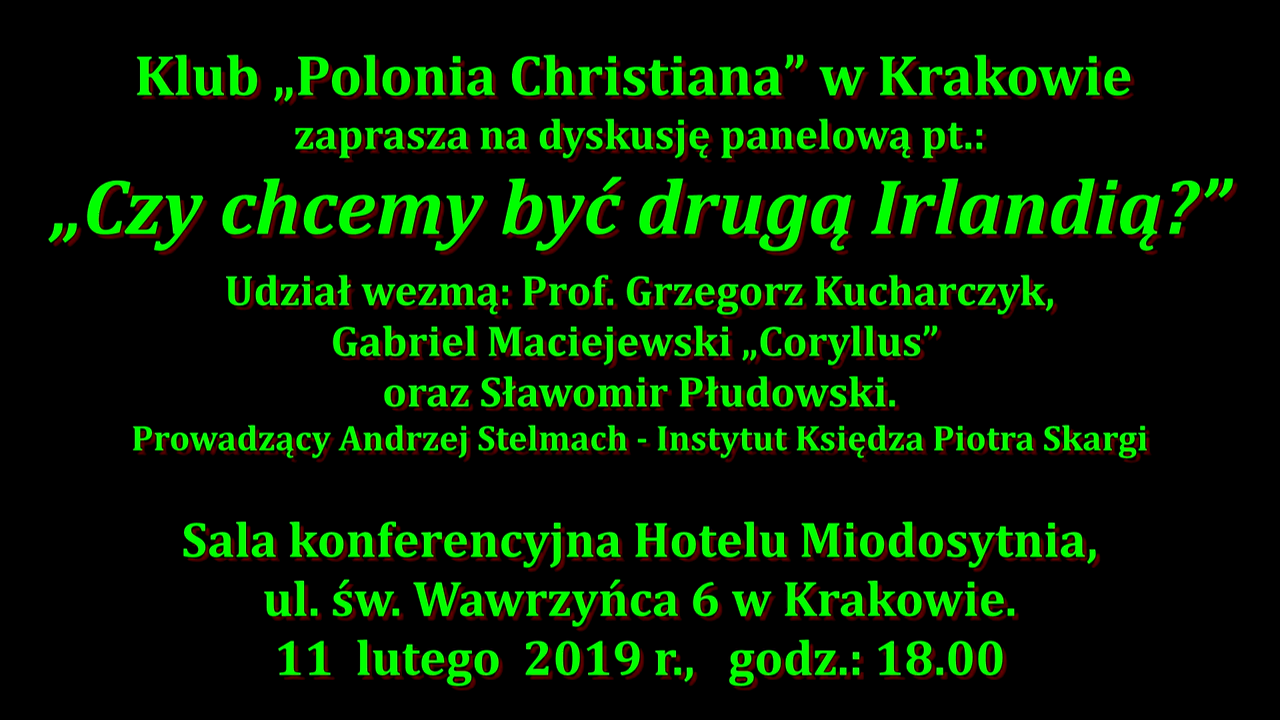 Klub „Polonia Christiana” w Krakowie
zaprasza na dyskusję panelową pt.:
„Czy chcemy być drugą Irlandią?”
Udział wezmą: Prof. Grzegorz Kucharczyk,
Gabriel Maciejewski „Coryllus”
oraz Sławomir Płudowski.
Prowadzący Andrzej Stelmach - Instytut Księdza Piotra Skargi
Sala konferencyjna Hotelu Miodosytnia,
ul. św. Wawrzyńca 6 w Krakowie.
11 lutego 2019 r., godz.: 18.00